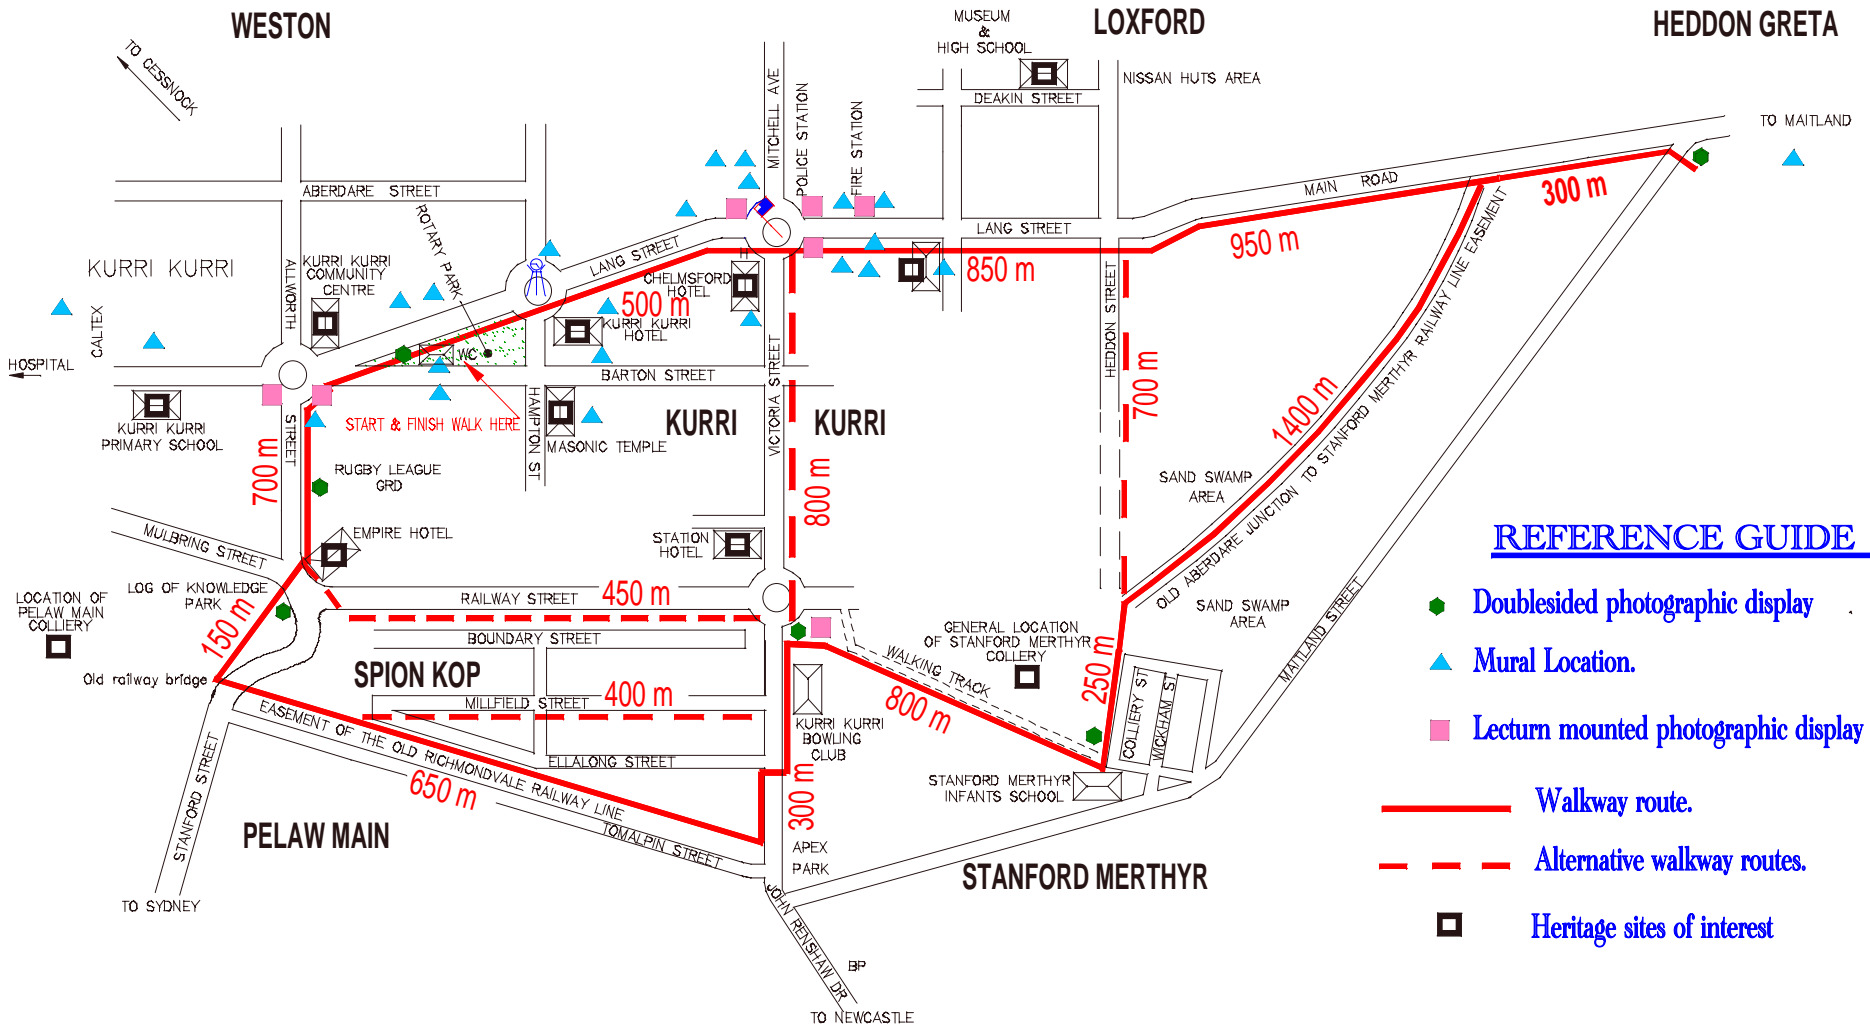 WESTON
MUSEUM
&
HIGH SCHOOL
LOXFORD
HEDDON GRETA
TO CESSNOCK
MITCHELL AVE
POLICE STATION
FIRE STATION
NISSAN HUTS AREA
DEAKIN STREET
TO MAITLAND
ABERDARE STREET
ROTARY PARK
MAIN ROAD
300 m
LANG STREET
LANG STREET
950 m
850 m
KURRI KURRI
ALLWORTH
STREET
KURRI KURRI
COMMUNITY
CENTRE
CHELMSFORD
HOTEL
500 m
HEDDON STREET
CALTEX
HOSPITAL
KURRI KURRI
HOTEL
WC
BARTON STREET
VICTORIA STREET
700 m
OLD ABERDARE JUNCTION TO STANFORD MERTHYR RAILWAY LINE EASEMENT
1400 m
KURRI KURRI
PRIMARY SCHOOL
START & FINISH WALK HERE
HAMPTON ST
MASONIC TEMPLE
KURRI
KURRI
700 m
RUGBY LEAGUE
GRD
800 m
SAND SWAMP
AREA
MULBRING STREET
EMPIRE HOTEL
STATION
HOTEL
REFERENCE GUIDE
LOCATION OF
PELAW MAIN
COLLIERY
LOG OF KNOWLEDGE
PARK
RAILWAY STREET
450 m
SAND SWAMP
AREA
MAITLAND STREET
Doublesided photographic display
150 m
BOUNDARY STREET
GENERAL LOCATION
OF STANFORD MERTHYR
COLLERY
WALKING TRACK
Mural Location.
Old railway bridge
SPION KOP
MILLFIELD STREET
400 m
800 m
250 m
COLLIERY ST
WICKHAM ST
EASEMENT OF THE OLD RICHMONDVALE RAILWAY LINE
KURRI KURRI
BOWLING
CLUB
Lecturn mounted photographic display
STANFORD STREET
ELLALONG STREET
650 m
300 m
STANFORD MERTHYR
INFANTS SCHOOL
Walkway route.
PELAW MAIN
TOMALPIN STREET
APEX
PARK
Alternative walkway routes.
STANFORD MERTHYR
TO SYDNEY
JOHN RENSHAW DR
Heritage sites of interest
BP
TO NEWCASTLE